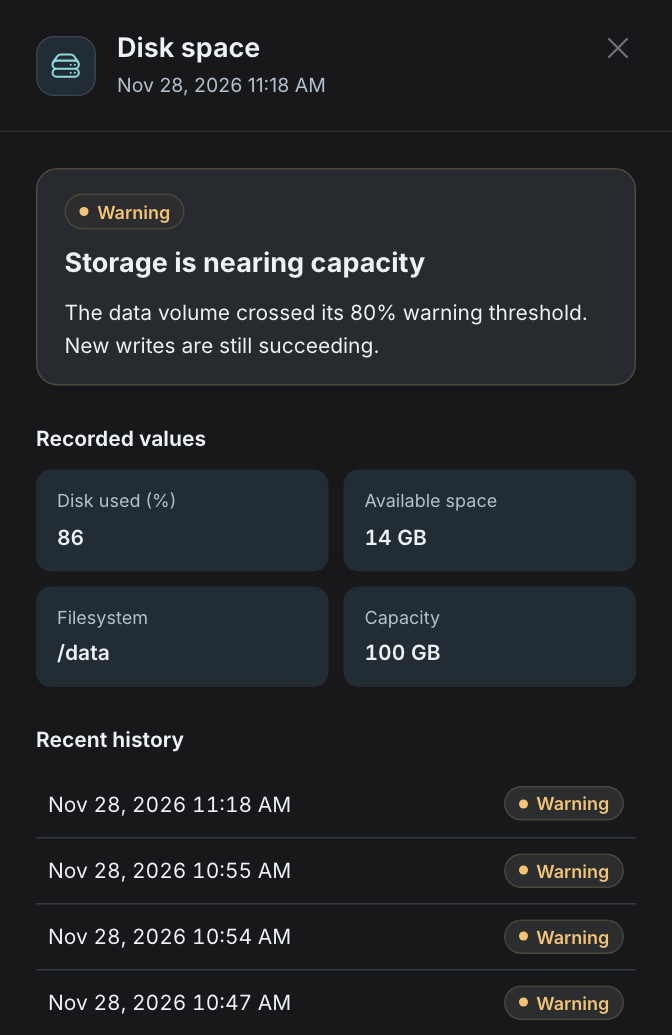 Disk space
Nov 28, 2026 11:18 AM
Warning
Storage is nearing capacity
The data volume crossed its 80% warning threshold.
New writes are still succeeding.
Recorded values
Disk used (%)
86
Available space
14 GB
Filesystem
/data
Capacity
100 GB
Recent history
Nov 28, 2026 11:18 AM Warning
Nov 28, 2026 10:55 AM Warning
Nov 28, 2026 10:54 AM Warning
Nov 28, 2026 10:47 AM Warning